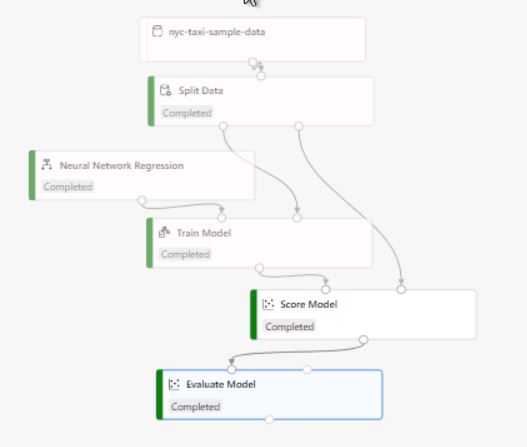 nyc-taxi-sample-data
Split Data
Completed
Neural Network Regression
Completed
Train Model
Completed
Score Model
Completed
Evaluate Model
Completed